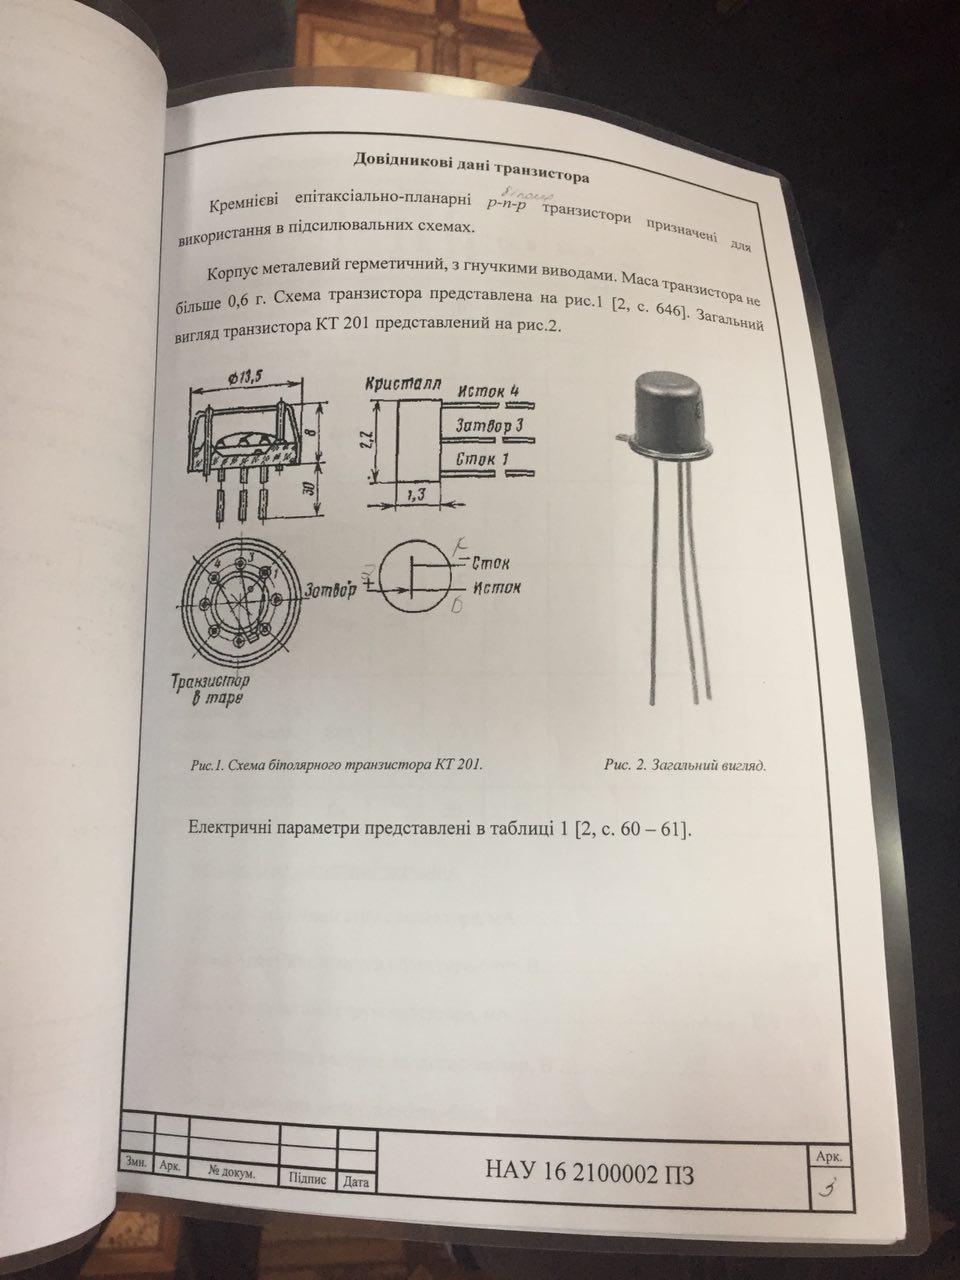 Довідникові дані транзистора
біполяр
Кремнієві епітаксіально-планарні p-n-p транзистори призначені для
використання в підсилювальних схемах.
Корпус металевий герметичний, з гнучкими виводами. Маса транзистора не
більше 0,6 г. Схема транзистора представлена на рис.1 [2, с. 646]. Загальний
вигляд транзистора КТ 201 представлений на рис.2.
Ф13,5
8
30
Кристалл
2,2
1,3
Исток 4
Затвор 3
Сток 1
4 3 1
Затвор
+
К
– Сток
Исток
Б
Транзистор
в таре
Рис.1. Схема біполярного транзистора КТ 201.
Рис. 2. Загальний вигляд.
Електричні параметри представлені в таблиці 1 [2, с. 60 – 61].
Змн. Арк. № докум. Підпис Дата
НАУ 16 2100002 ПЗ
Арк.
3